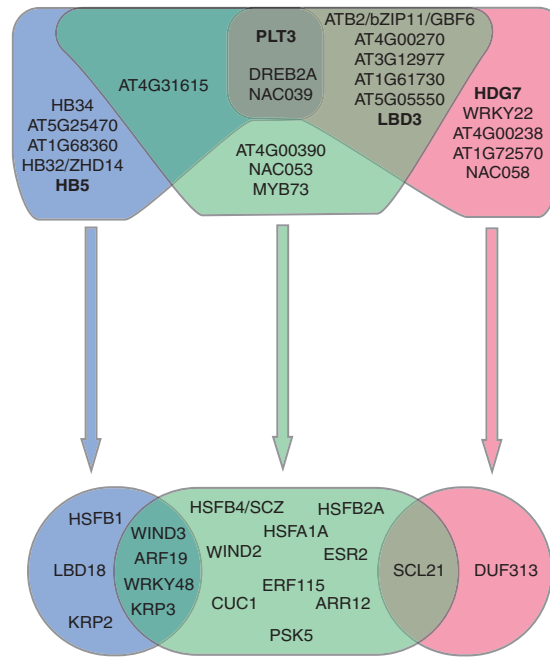 HB34
AT5G25470
AT1G68360
HB32/ZHD14
HB5
AT4G31615
PLT3
DREB2A
NAC039
ATB2/bZIP11/GBF6
AT4G00270
AT3G12977
AT1G61730
AT5G05550
LBD3
HDG7
WRKY22
AT4G00238
AT1G72570
NAC058
AT4G00390
NAC053
MYB73
HSFB1
LBD18
KRP2
WIND3
ARF19
WRKY48
KRP3
HSFB4/SCZ
HSFB2A
HSFA1A
WIND2
ESR2
ERF115
CUC1
ARR12
PSK5
SCL21
DUF313